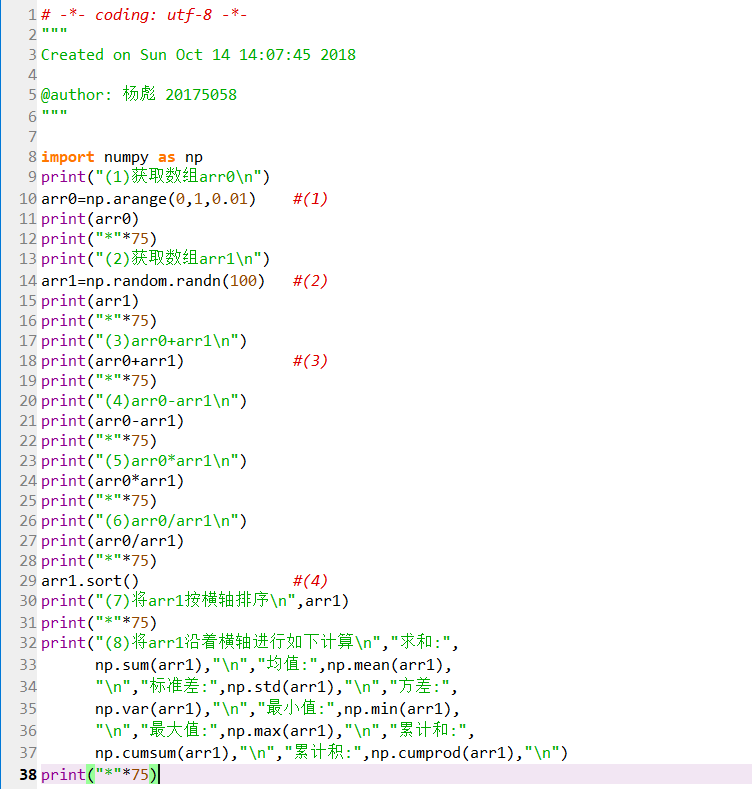 1 # -*- coding: utf-8 -*-
2 """
3 Created on Sun Oct 14 14:07:45 2018
4
5 @author: 杨彪 20175058
6 """
7
8 import numpy as np
9 print("(1)获取数组arr0\n")
10 arr0=np.arange(0,1,0.01)    #(1)
11 print(arr0)
12 print("*"*75)
13 print("(2)获取数组arr1\n")
14 arr1=np.random.randn(100)   #(2)
15 print(arr1)
16 print("*"*75)
17 print("(3)arr0+arr1\n")
18 print(arr0+arr1)            #(3)
19 print("*"*75)
20 print("(4)arr0-arr1\n")
21 print(arr0-arr1)
22 print("*"*75)
23 print("(5)arr0*arr1\n")
24 print(arr0*arr1)
25 print("*"*75)
26 print("(6)arr0/arr1\n")
27 print(arr0/arr1)
28 print("*"*75)
29 arr1.sort()                 #(4)
30 print("(7)将arr1按横轴排序\n",arr1)
31 print("*"*75)
32 print("(8)将arr1沿着横轴进行如下计算\n","求和:",
33       np.sum(arr1),"\n","均值:",np.mean(arr1),
34       "\n","标准差:",np.std(arr1),"\n","方差:",
35       np.var(arr1),"\n","最小值:",np.min(arr1),
36       "\n","最大值:",np.max(arr1),"\n","累计和:",
37       np.cumsum(arr1),"\n","累计积:",np.cumprod(arr1),"\n")
38 print("*"*75)